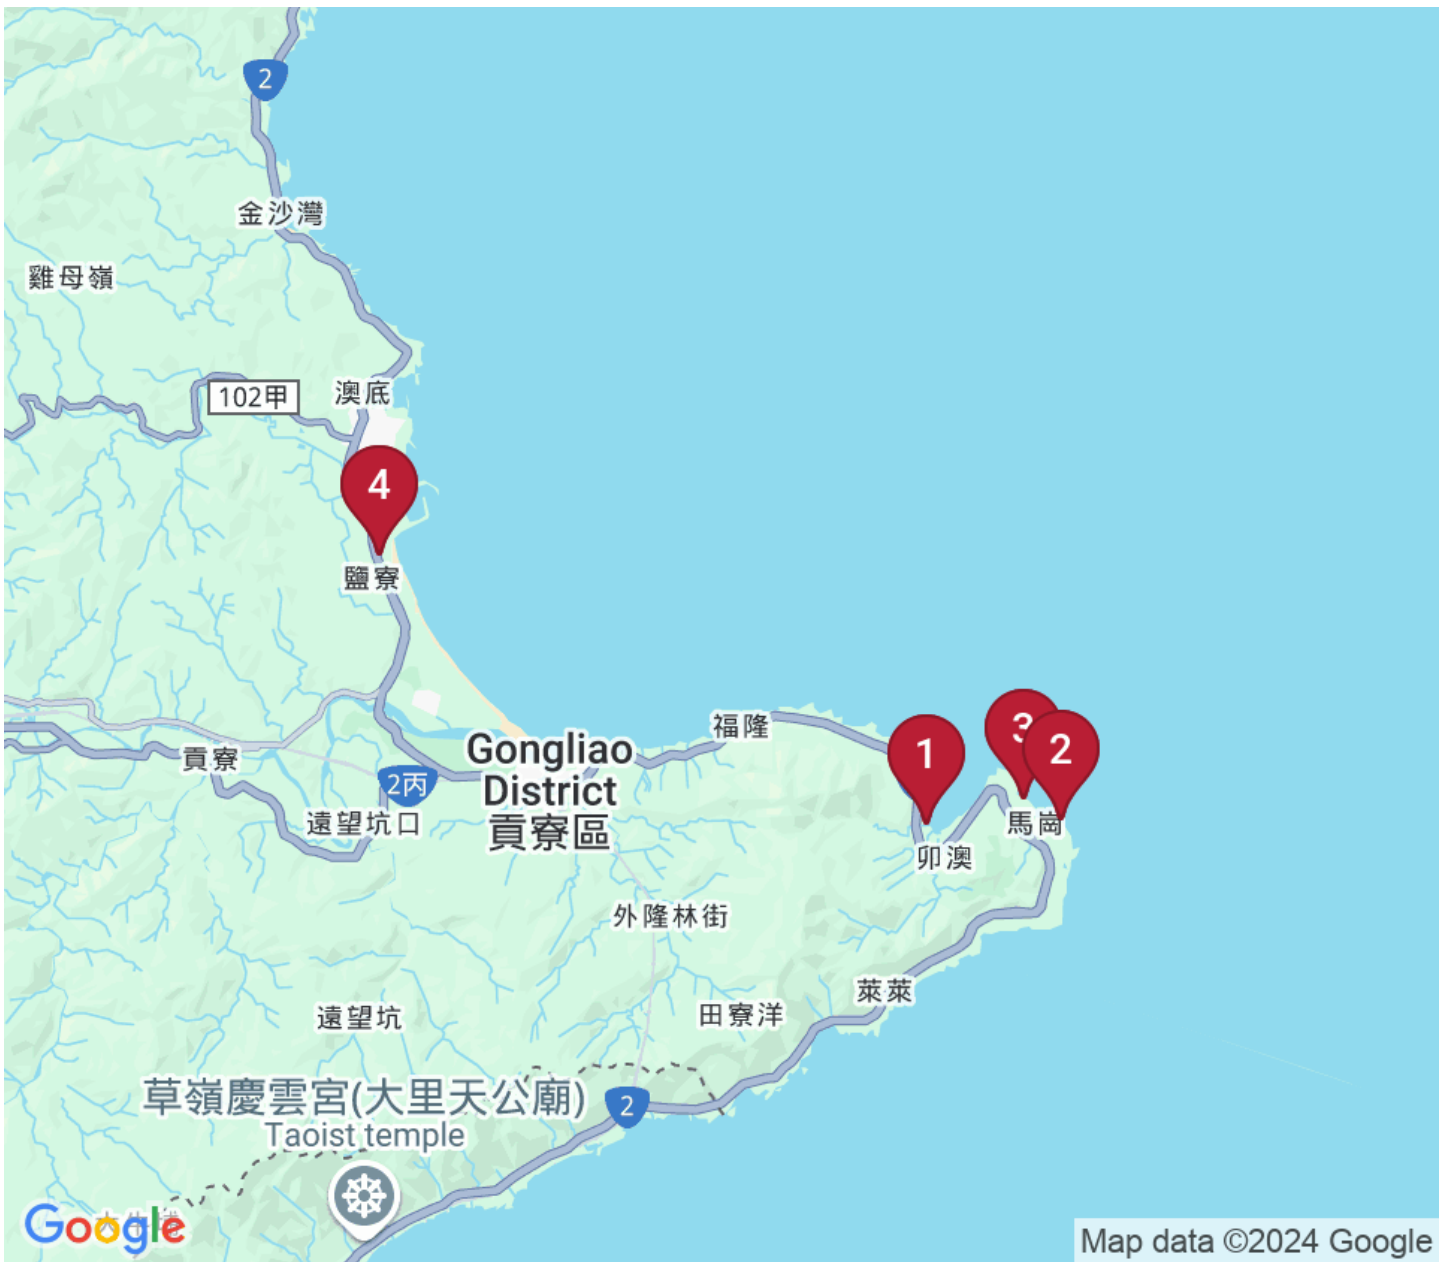 2
金沙灣
雞母嶺
澳底
102甲
4
鹽寮
福隆
3
1
2
Gongliao
District
貢寮區
貢寮
2丙
遠望坑口
馬崗
卯澳
外隆林街
萊萊
田寮洋
遠望坑
草嶺慶雲宮(大里天公廟)
Taoist temple
2
Google
Map data ©2024 Google